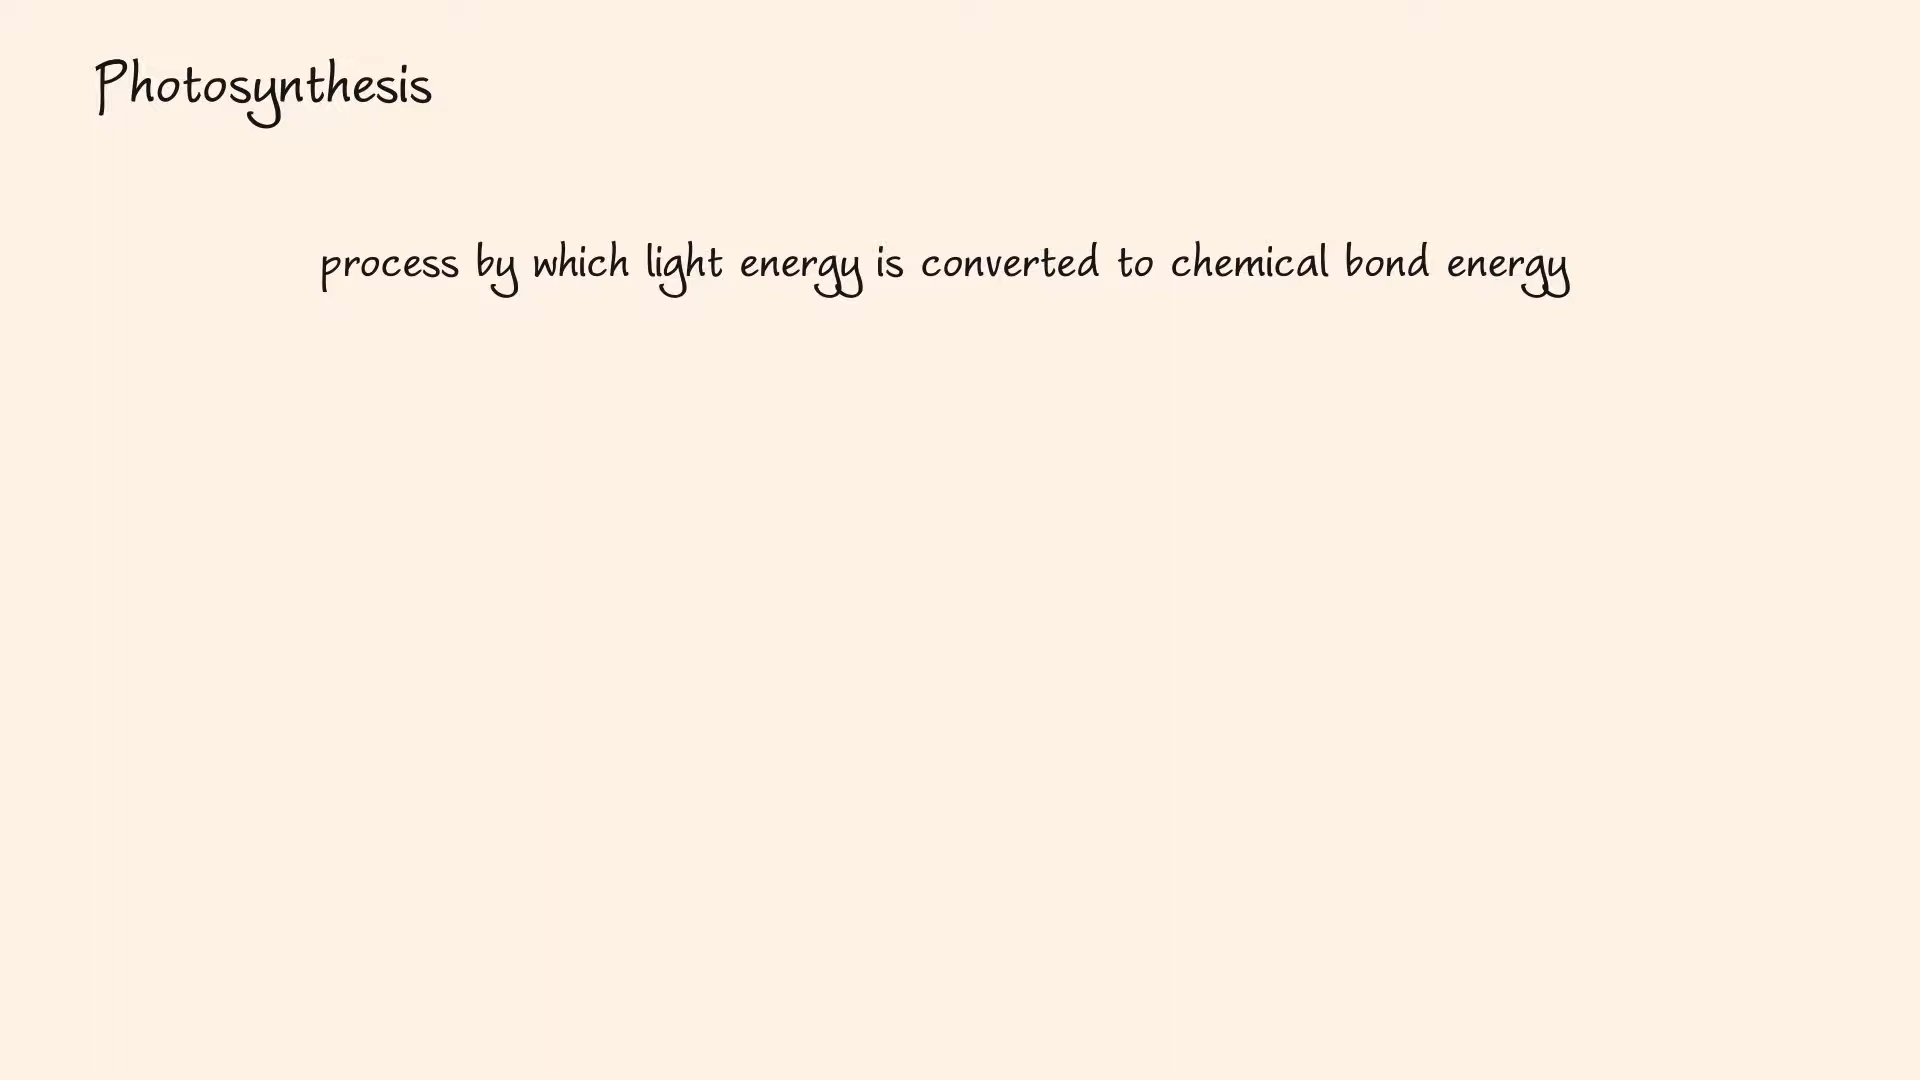 Photosynthesis
process by which light energy is converted to chemical bond energy